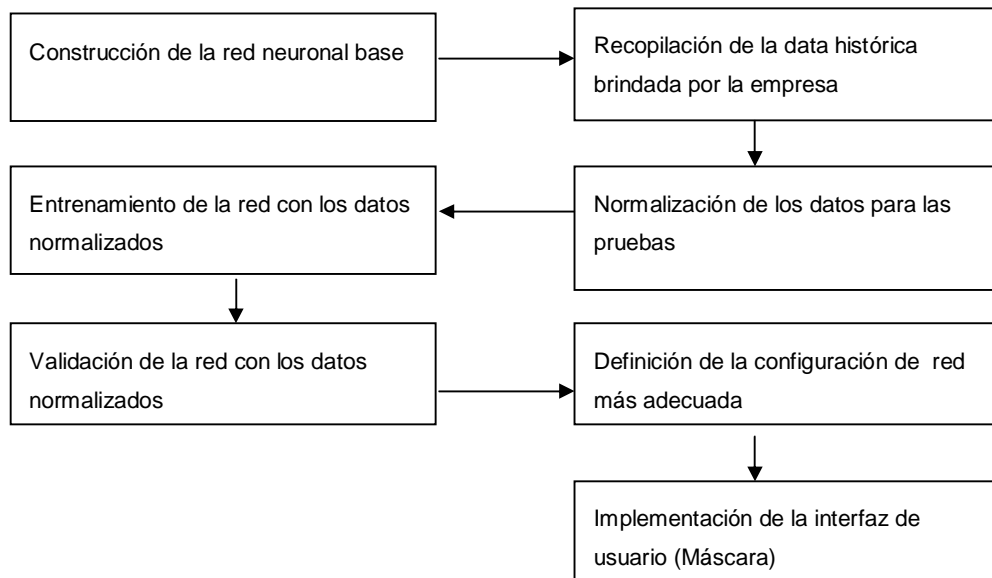 Construcción de la red neuronal base
Recopilación de la data histórica
brindada por la empresa
Normalización de los datos para las
pruebas
Entrenamiento de la red con los datos
normalizados
Validación de la red con los datos
normalizados
Definición de la configuración de  red
más adecuada
Implementación de la interfaz de
usuario (Máscara)